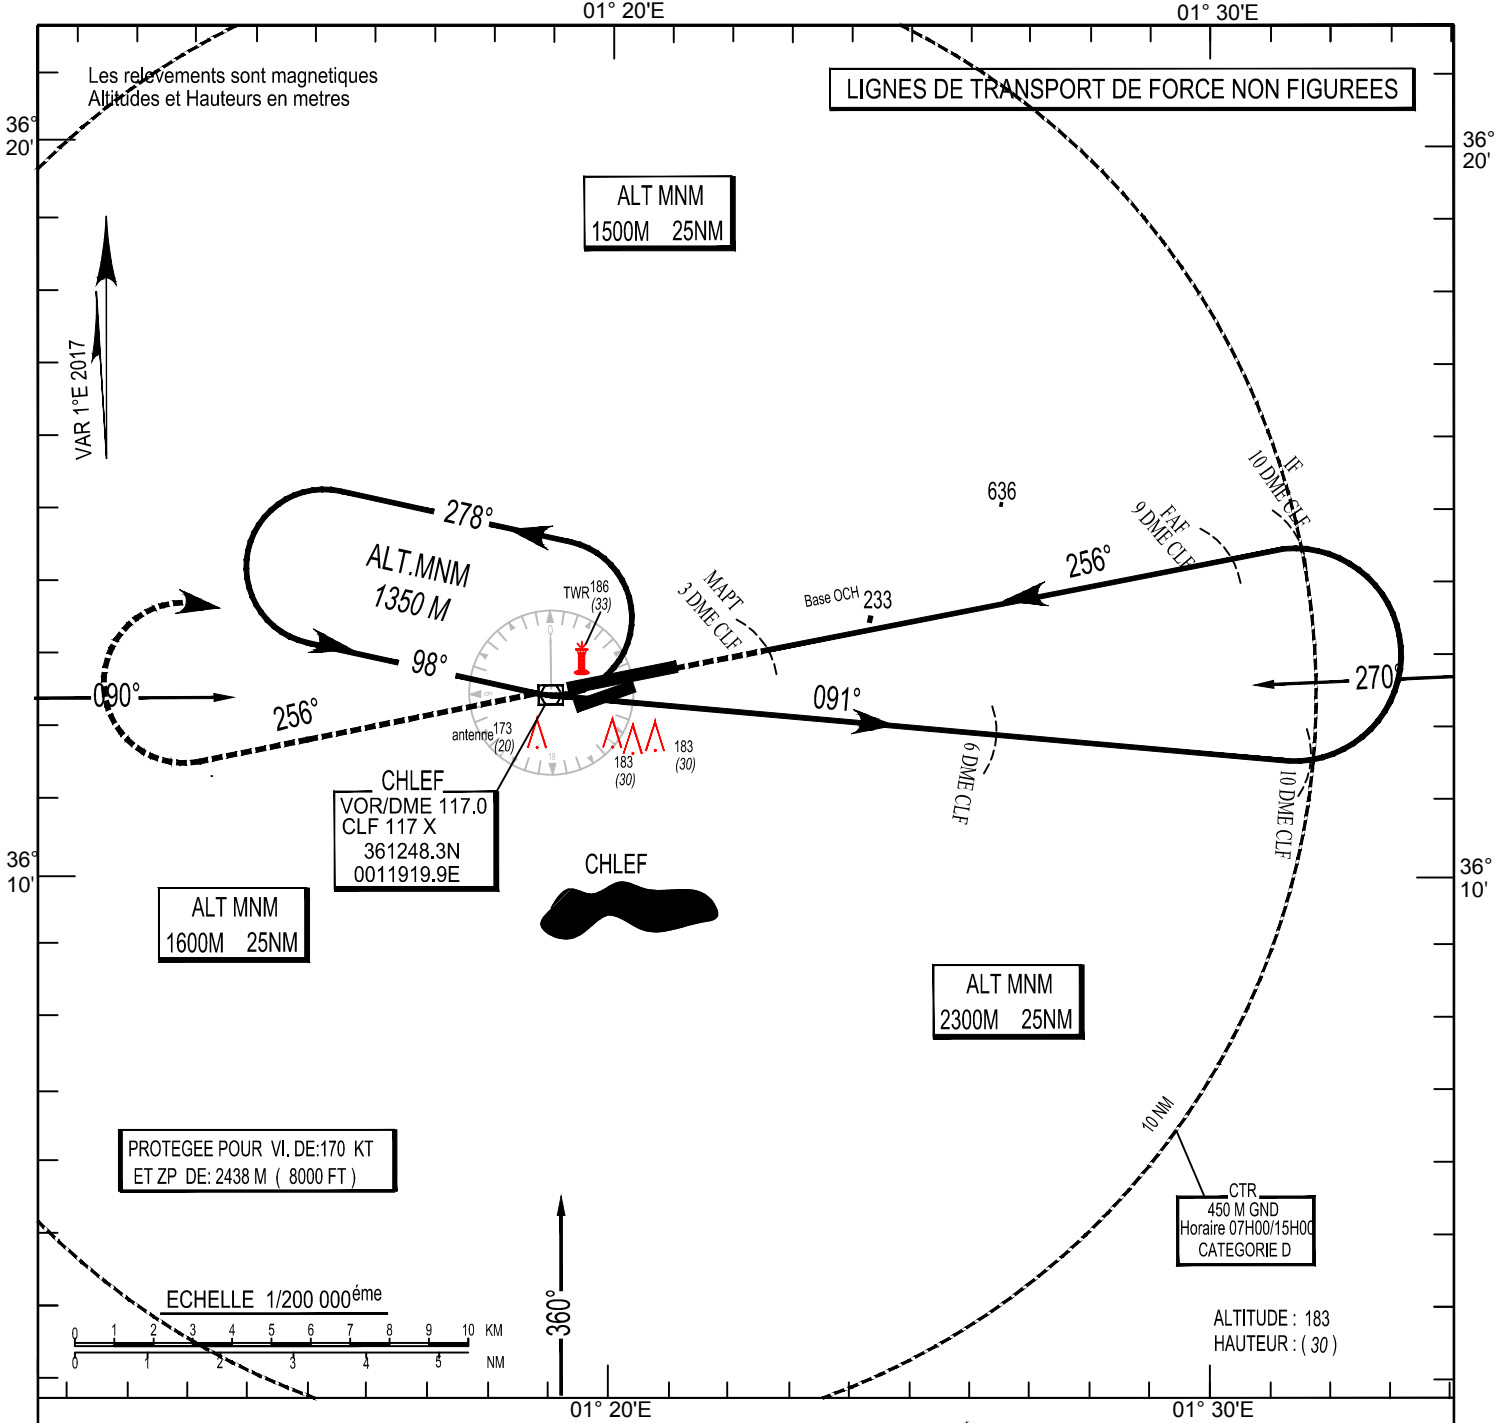 01° 20'E
01° 30'E
Les relevements sont magnetiques
Altitudes et Hauteurs en metres
LIGNES DE TRANSPORT DE FORCE NON FIGUREES
36°
20'
36°
20'
ALT MNM
1500M 25NM
VAR 1°E 2017
IF
10 DME CLF
636
FAF
9 DME CLF
278°
ALT.MNM
1350 M
256°
MAPT
3 DME CLF
TWR 186
(33)
Base OCH 233
0
9
18
98°
090°
270°
091°
256°
antenne 173
(20)
183
(30)
183
(30)
6 DME CLF
10 DME CLF
CHLEF
VOR/DME 117.0
CLF 117 X
361248.3N
0011919.9E
CHLEF
36°
10'
36°
10'
ALT MNM
1600M 25NM
ALT MNM
2300M 25NM
10 NM
PROTEGEE POUR VI. DE:170 KT
ET ZP DE: 2438 M ( 8000 FT )
CTR
450 M GND
Horaire 07H00/15H00
CATEGORIE D
360°
ECHELLE 1/200 000éme
0 1 2 3 4 5 6 7 8 9 10 KM
0 1 2 3 4 5 NM
ALTITUDE : 183
HAUTEUR : ( 30 )
01° 20'E
01° 30'E